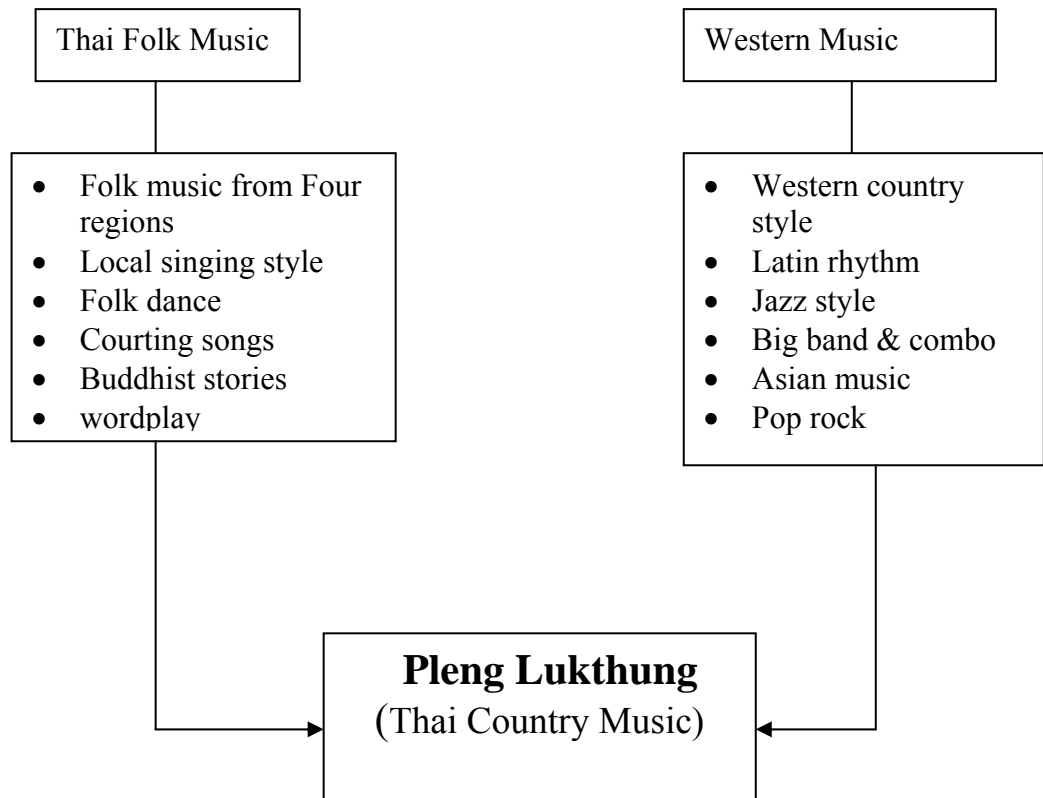 Thai Folk Music
Western Music
• Folk music from Four
regions
• Local singing style
• Folk dance
• Courting songs
• Buddhist stories
• wordplay
• Western country
style
• Latin rhythm
• Jazz style
• Big band & combo
• Asian music
• Pop rock
Pleng Lukthung
(Thai Country Music)